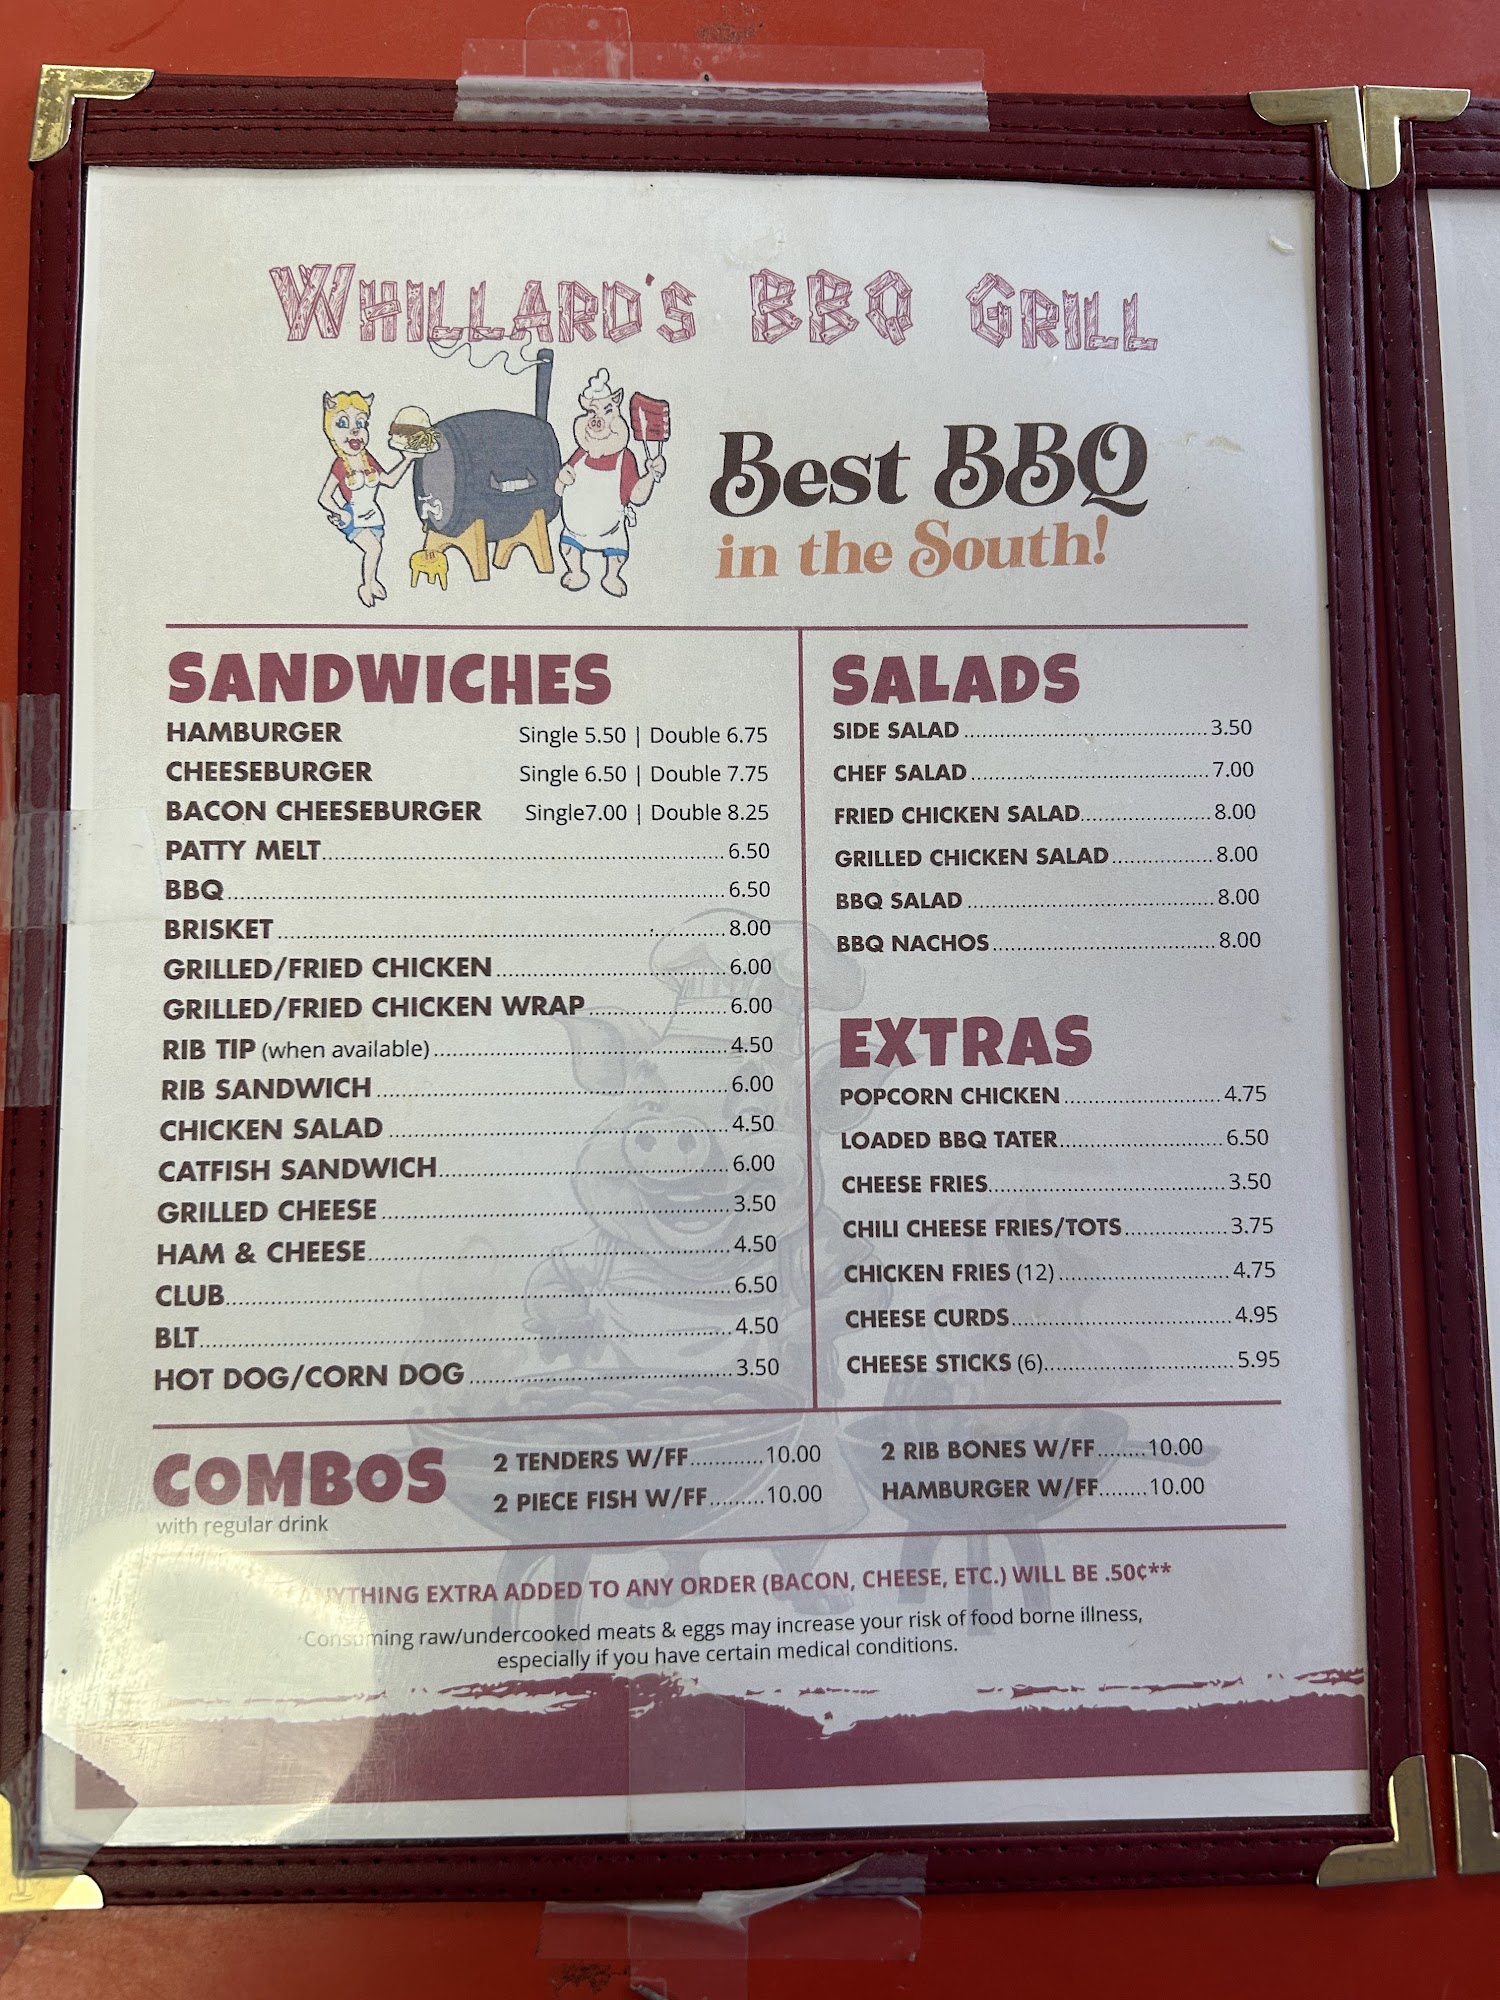 WHILLARD'S BBQ GRILL
Best BBQ
in the South!
SANDWICHES
HAMBURGER Single 5.50 | Double 6.75
CHEESEBURGER Single 6.50 | Double 7.75
BACON CHEESEBURGER Single7.00 | Double 8.25
PATTY MELT 6.50
BBQ 6.50
BRISKET 8.00
GRILLED/FRIED CHICKEN 6.00
GRILLED/FRIED CHICKEN WRAP 6.00
RIB TIP (when available) 4.50
RIB SANDWICH 6.00
CHICKEN SALAD 4.50
CATFISH SANDWICH 6.00
GRILLED CHEESE 3.50
HAM & CHEESE 4.50
CLUB 6.50
BLT 4.50
HOT DOG/CORN DOG 3.50
SALADS
SIDE SALAD 3.50
CHEF SALAD 7.00
FRIED CHICKEN SALAD 8.00
GRILLED CHICKEN SALAD 8.00
BBQ SALAD 8.00
BBQ NACHOS 8.00
EXTRAS
POPCORN CHICKEN 4.75
LOADED BBQ TATER 6.50
CHEESE FRIES 3.50
CHILI CHEESE FRIES/TOTS 3.75
CHICKEN FRIES (12) 4.75
CHEESE CURDS 4.95
CHEESE STICKS (6) 5.95
COMBOS
with regular drink
2 TENDERS W/FF 10.00
2 PIECE FISH W/FF 10.00
2 RIB BONES W/FF 10.00
HAMBURGER W/FF 10.00
ANYTHING EXTRA ADDED TO ANY ORDER (BACON, CHEESE, ETC.) WILL BE .50¢**
Consuming raw/undercooked meats & eggs may increase your risk of food borne illness,
especially if you have certain medical conditions.